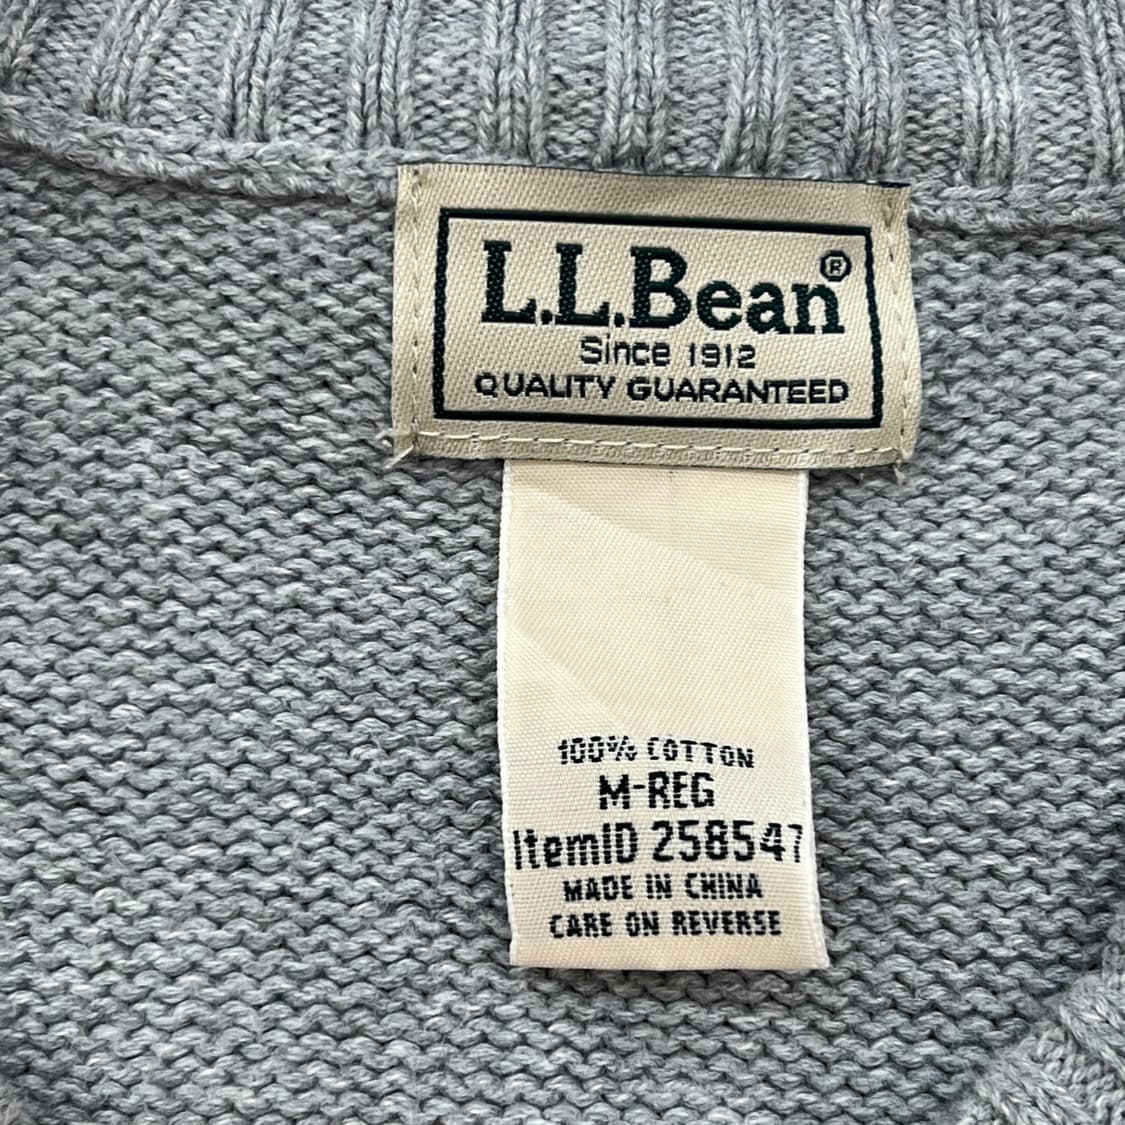 L.L.Bean®
Since 1912
QUALITY GUARANTEED
100% COTTON
M-REG
ItemID 258547
MADE IN CHINA
CARE ON REVERSE